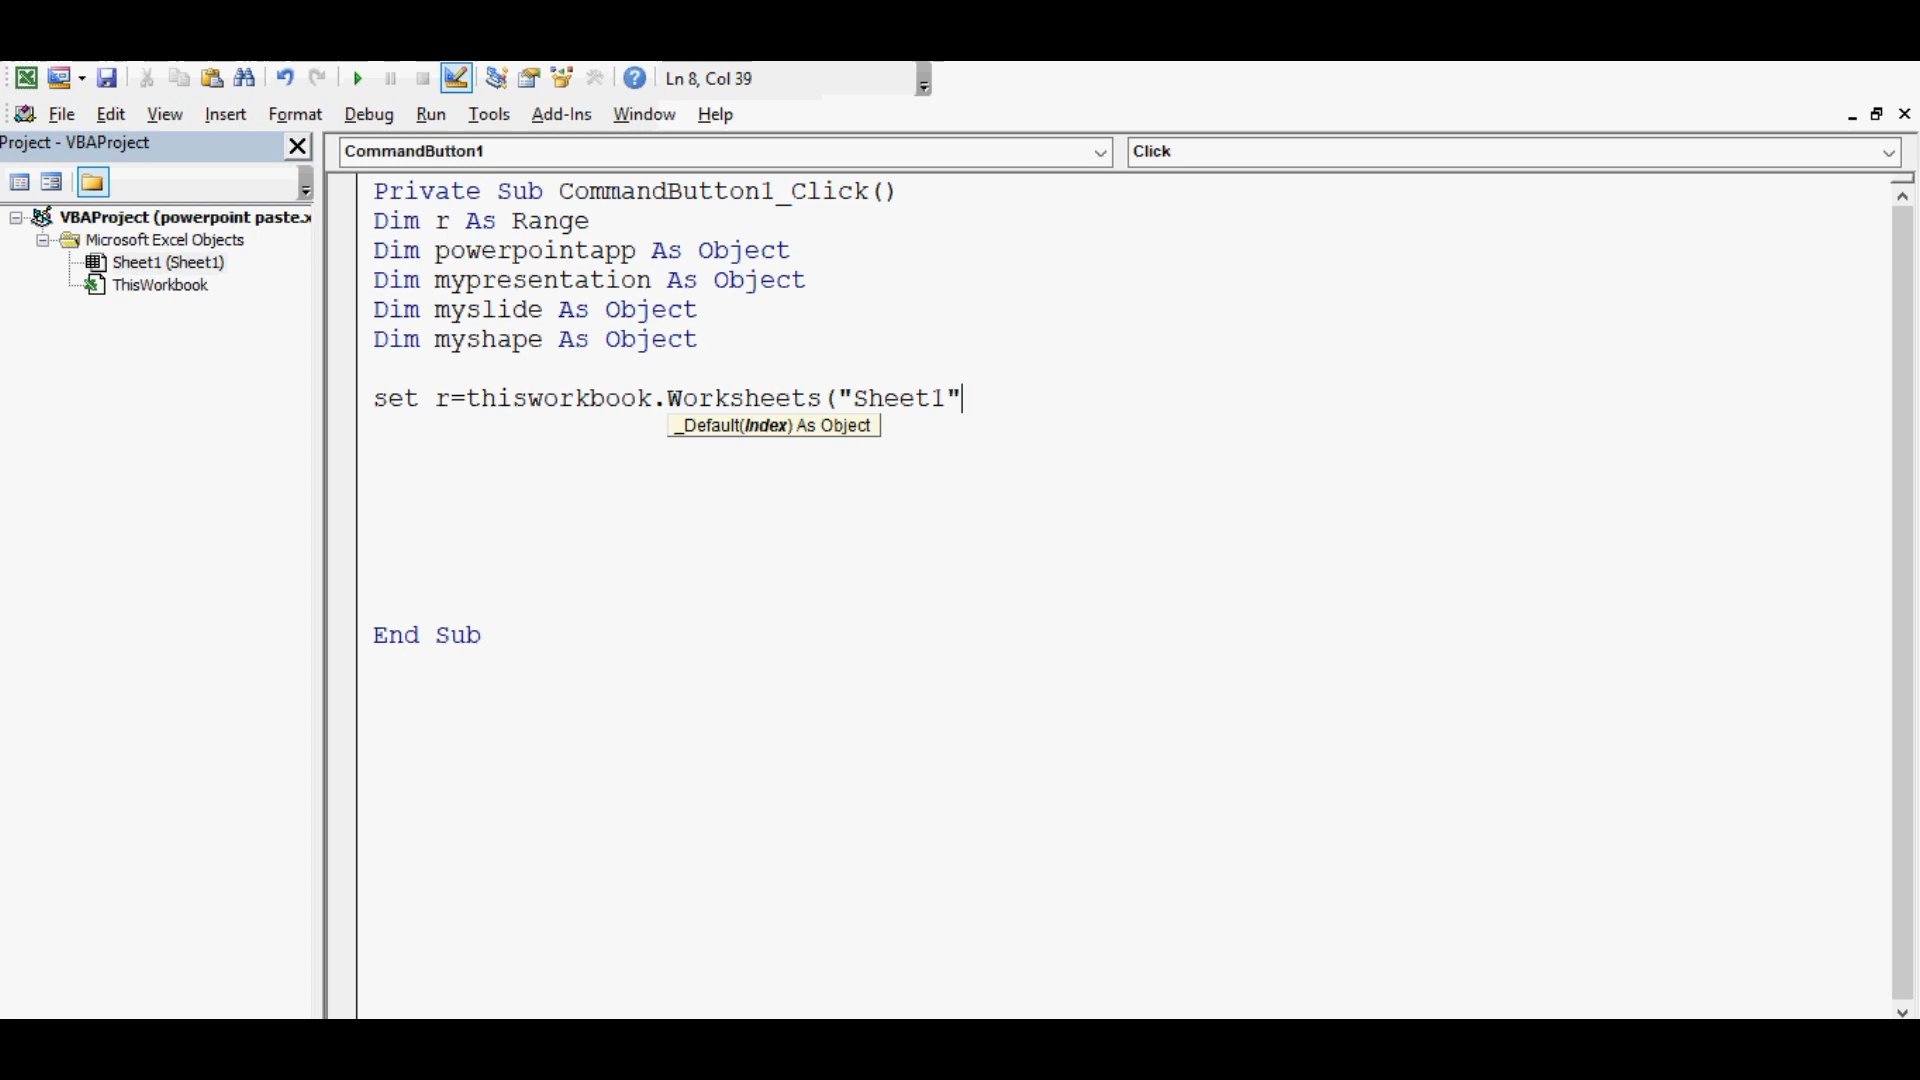 Ln 8, Col 39
File Edit View Insert Format Debug Run Tools Add-Ins Window Help
Project - VBAProject
CommandButton1
Click
VBAProject (powerpoint paste.x
Microsoft Excel Objects
Sheet1 (Sheet1)
ThisWorkbook
Private Sub CommandButton1_Click()
Dim r As Range
Dim powerpointapp As Object
Dim mypresentation As Object
Dim myslide As Object
Dim myshape As Object
set r=thisworkbook.Worksheets("Sheet1"
_Default(Index) As Object
End Sub